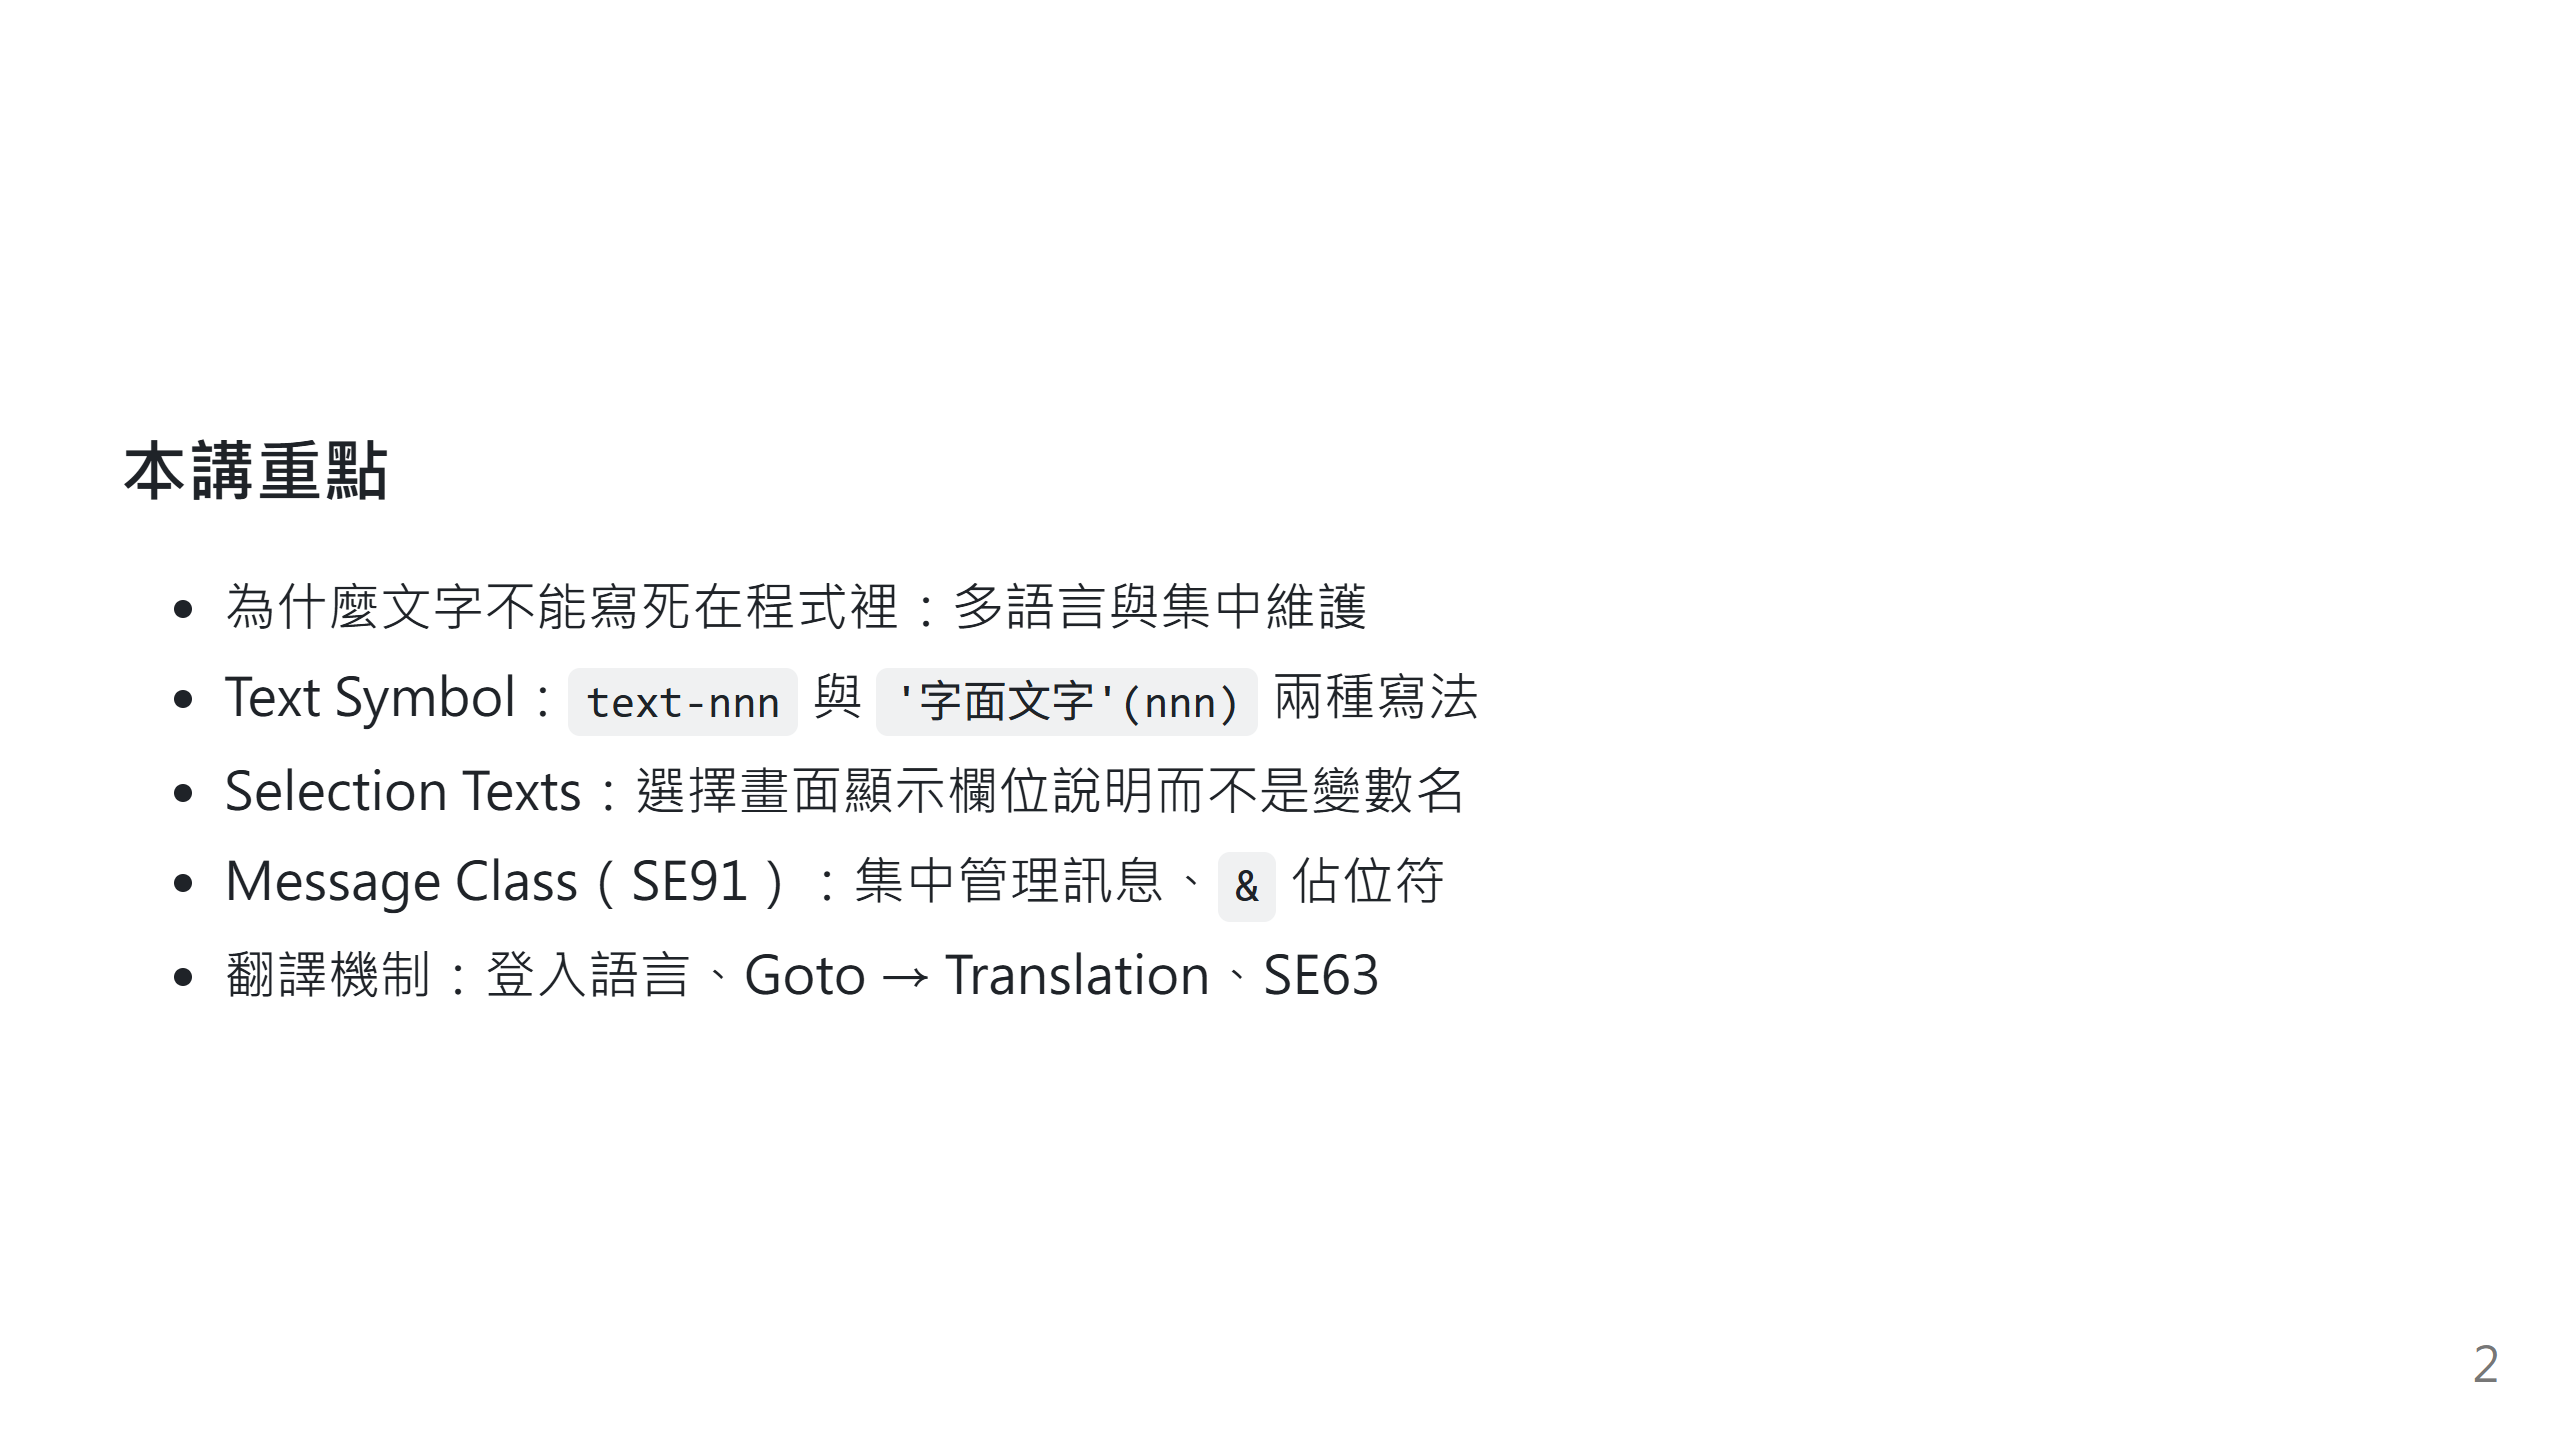 本講重點
• 為什麼文字不能寫死在程式裡：多語言與集中維護
• Text Symbol：text-nnn 與 '字面文字'(nnn) 兩種寫法
• Selection Texts：選擇畫面顯示欄位說明而不是變數名
• Message Class（SE91）：集中管理訊息、& 佔位符
• 翻譯機制：登入語言、Goto → Translation、SE63
2